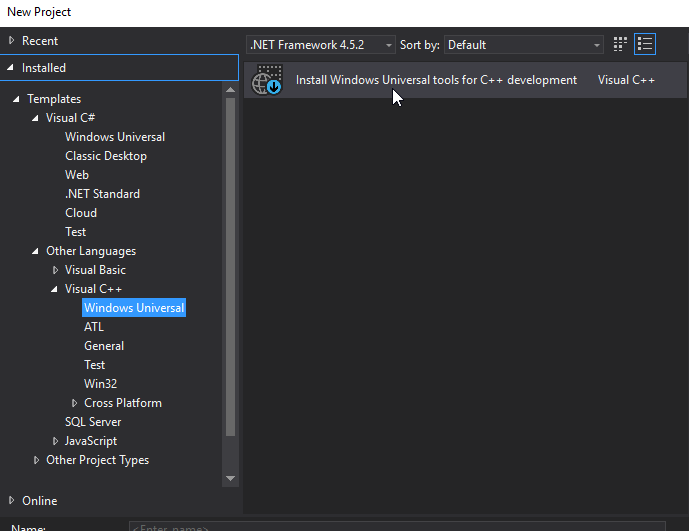 New Project
Recent
Installed
Templates
Visual C#
Windows Universal
Classic Desktop
Web
.NET Standard
Cloud
Test
Other Languages
Visual Basic
Visual C++
Windows Universal
ATL
General
Test
Win32
Cross Platform
SQL Server
JavaScript
Other Project Types
Online
.NET Framework 4.5.2 Sort by: Default
Install Windows Universal tools for C++ development Visual C++
Name: <Enter name>